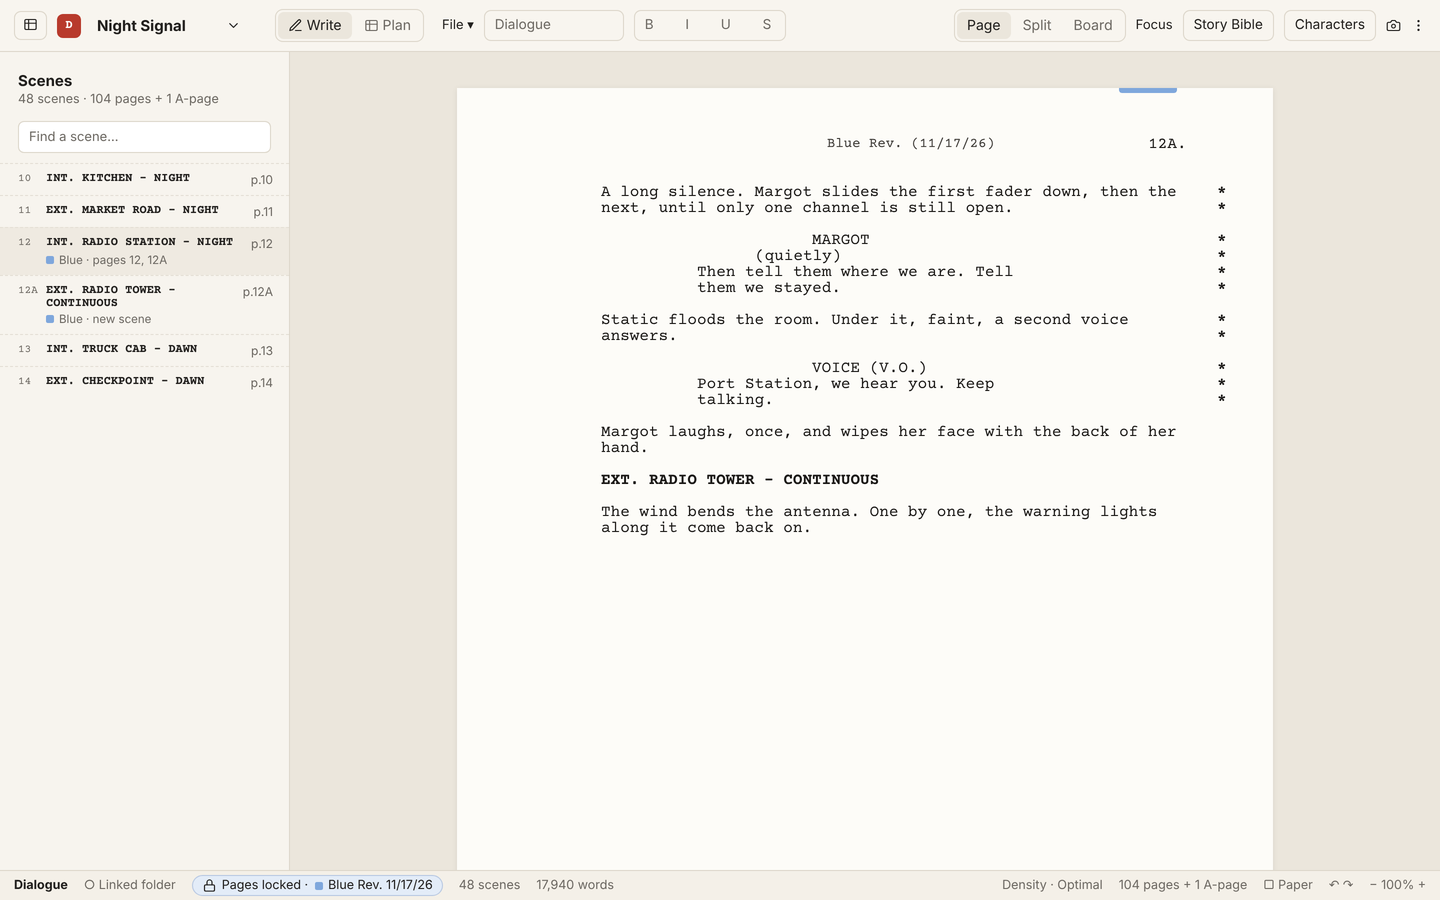 D Night Signal Write Plan File ▾ Dialogue B I U S Page Split Board Focus Story Bible Characters
Scenes
48 scenes · 104 pages + 1 A-page
Find a scene...
10 INT. KITCHEN - NIGHT p.10
11 EXT. MARKET ROAD - NIGHT p.11
12 INT. RADIO STATION - NIGHT p.12
Blue · pages 12, 12A
12A EXT. RADIO TOWER - p.12A
CONTINUOUS
Blue · new scene
13 INT. TRUCK CAB - DAWN p.13
14 EXT. CHECKPOINT - DAWN p.14
Blue Rev. (11/17/26) 12A.
A long silence. Margot slides the first fader down, then the *
next, until only one channel is still open. *
MARGOT *
(quietly) *
Then tell them where we are. Tell *
them we stayed. *
Static floods the room. Under it, faint, a second voice *
answers. *
VOICE (V.O.) *
Port Station, we hear you. Keep *
talking. *
Margot laughs, once, and wipes her face with the back of her
hand.
EXT. RADIO TOWER - CONTINUOUS
The wind bends the antenna. One by one, the warning lights
along it come back on.
Dialogue Linked folder Pages locked · Blue Rev. 11/17/26 48 scenes 17,940 words Density · Optimal 104 pages + 1 A-page Paper ↶ ↷ − 100% +